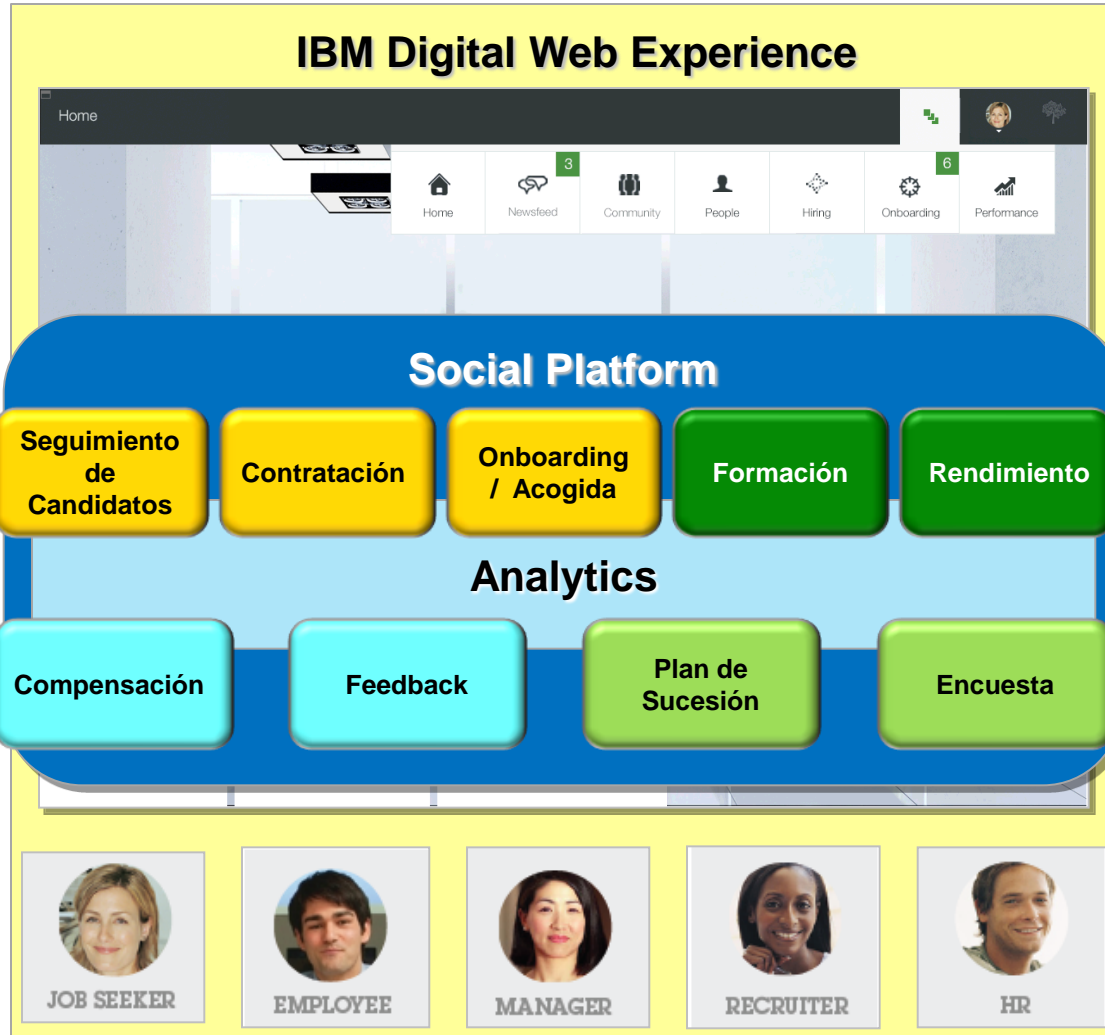 IBM Digital Web Experience
Home
3
6
Home
Newsfeed
Community
People
Hiring
Onboarding
Performance
Social Platform
Seguimiento
de
Candidatos
Contratación
Onboarding
/ Acogida
Formación
Rendimiento
Analytics
Compensación
Feedback
Plan de
Sucesión
Encuesta
JOB SEEKER
EMPLOYEE
MANAGER
RECRUITER
HR